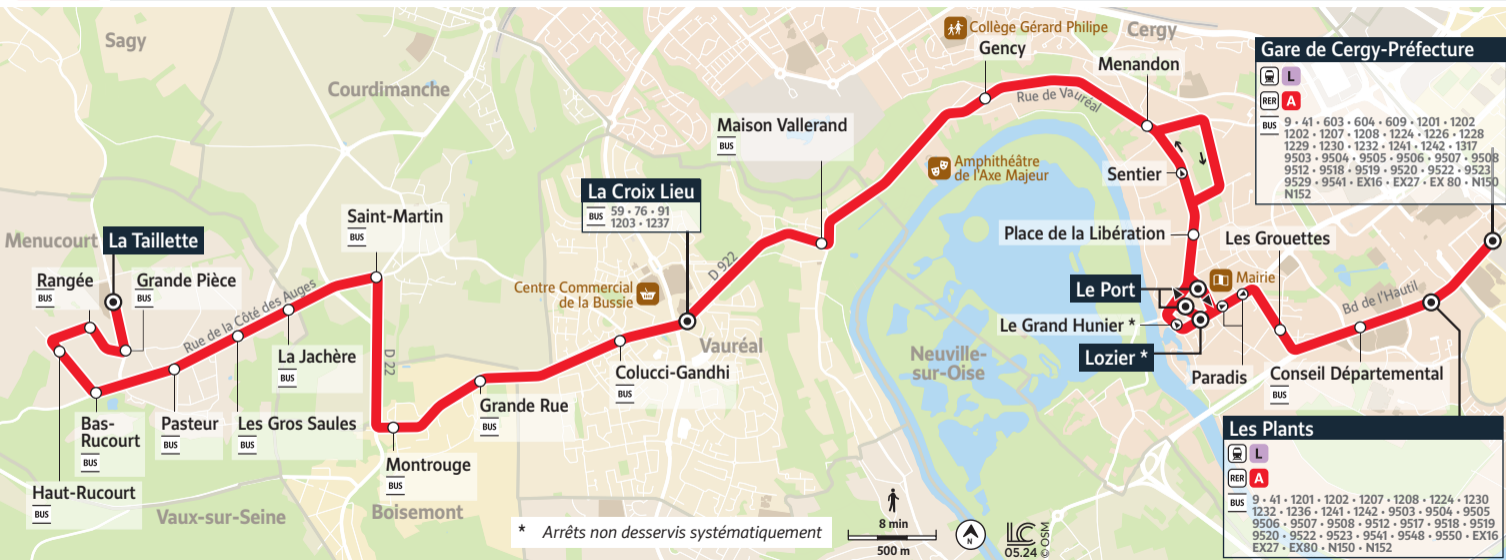 Sagy
Coudimanche
Collège Gérard Philipe
Cergy
Gency
Menandon
Rue de Vauréal
Gare de Cergy-Préfecture
L
RER A
BUS
9 • 41 • 603 • 604 • 609 • 1201 • 1202
1202 • 1207 • 1208 • 1224 • 1226 • 1228
1229 • 1230 • 1232 • 1241 • 1242 • 1317
9503 • 9504 • 9505 • 9506 • 9507 • 9508
9512 • 9518 • 9519 • 9520 • 9522 • 9523
9529 • 9541 • EX16 • EX27 • EX 80 • N150
N152
Maison Vallerand
BUS
Amphithéâtre
de l'Axe Majeur
Sentier
La Croix Lieu
BUS
59 • 76 • 91
1203 • 1237
Saint-Martin
BUS
Menucourt
La Taillette
Place de la Libération
Les Grouettes
Rangée
BUS
Grande Pièce
BUS
D 922
Centre Commercial
de la Bussie
Le Port
Mairie
Bd de l'Hautil
Rue de la Côté des Auges
Le Grand Hunier *
Lozier *
La Jachère
BUS
D 22
Vauréal
Neuville-
sur-Oise
Colucci-Gandhi
BUS
Paradis
Conseil Départemental
BUS
Grande Rue
BUS
Bas-
Rucourt
BUS
Pasteur
BUS
Les Gros Saules
BUS
Montrouge
BUS
Les Plants
L
RER A
BUS
9 • 41 • 1201 • 1202 • 1207 • 1208 • 1224 • 1230
1232 • 1236 • 1241 • 1242 • 9503 • 9504 • 9505
9506 • 9507 • 9508 • 9512 • 9517 • 9518 • 9519
9520 • 9522 • 9523 • 9541 • 9548 • 9550 • EX16
EX27 • EX80 • N150 • N152
Haut-Rucourt
BUS
Vaux-sur-Seine
Boisemont
* Arrêts non desservis systématiquement
8 min
500 m
N
LC
05.24
© OSM